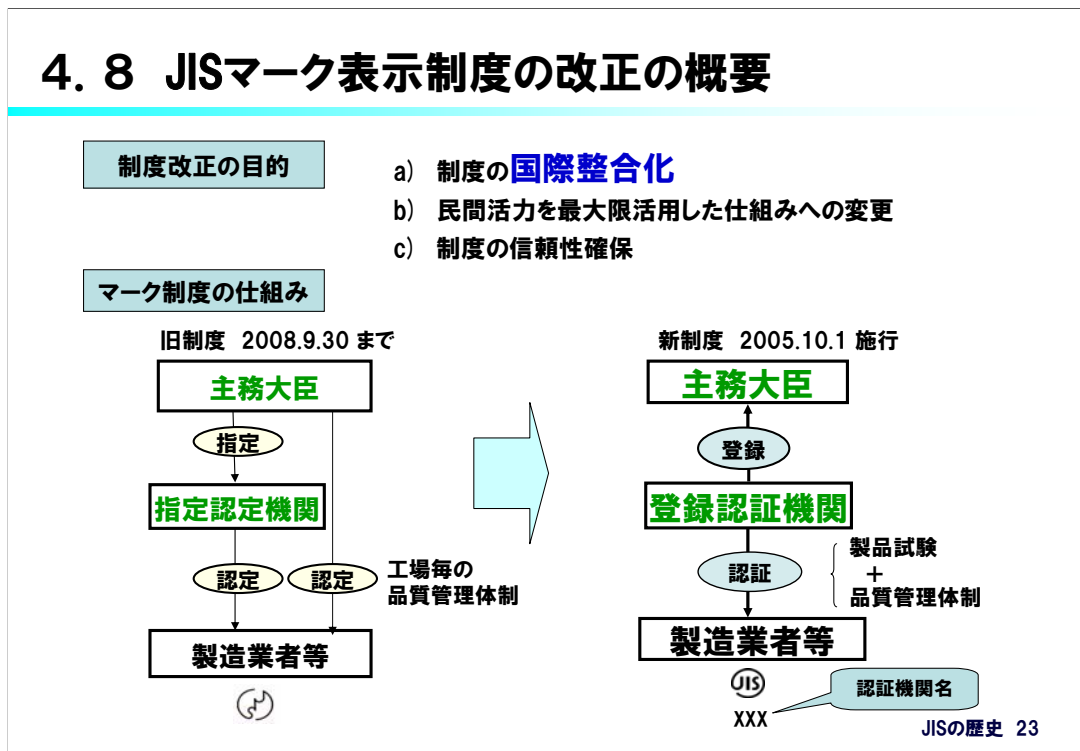 ４．８ JISマーク表示制度の改正の概要
制度改正の目的
a) 制度の国際整合化
b) 民間活力を最大限活用した仕組みへの変更
c) 制度の信頼性確保
マーク制度の仕組み
旧制度 2008.9.30 まで
主務大臣
指定
指定認定機関
認定
認定
工場毎の
品質管理体制
製造業者等
新制度 2005.10.1 施行
主務大臣
登録
登録認証機関
認証
製品試験
＋
品質管理体制
製造業者等
JIS
XXX
認証機関名
JISの歴史 23